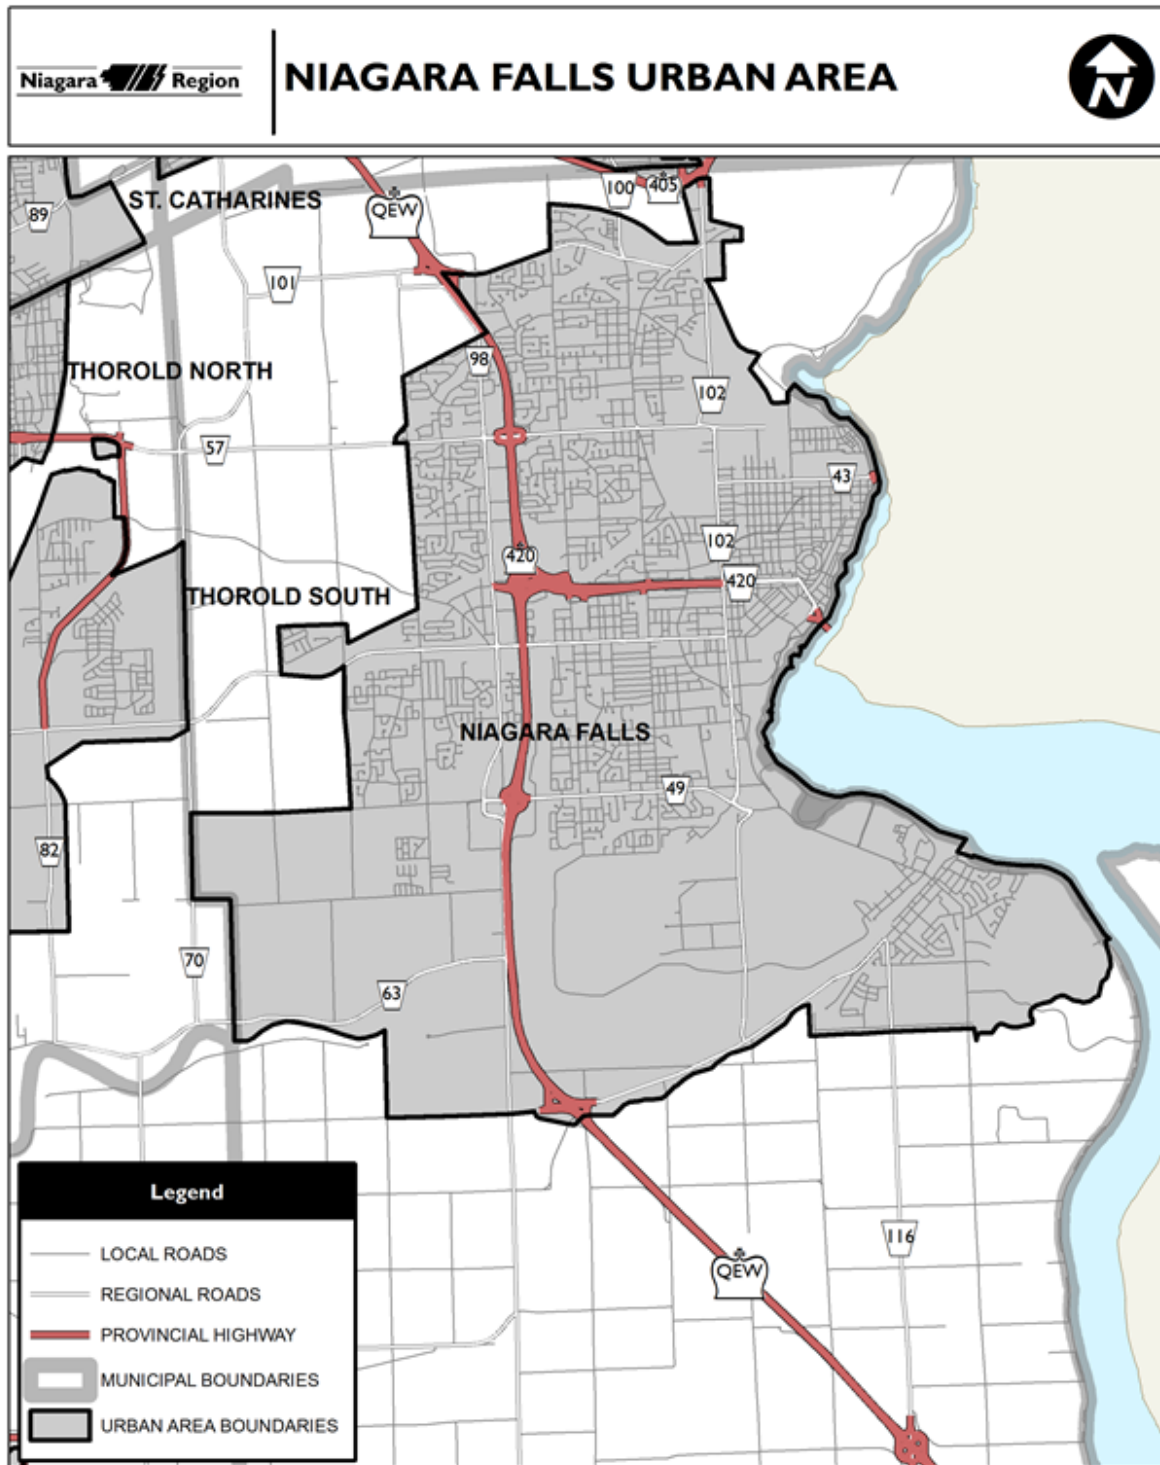 Niagara Region
NIAGARA FALLS URBAN AREA
N
100
405
ST. CATHARINES
89
QEW
101
98
THOROLD NORTH
102
57
43
102
420
420
THOROLD SOUTH
NIAGARA FALLS
49
82
70
63
Legend
LOCAL ROADS
REGIONAL ROADS
PROVINCIAL HIGHWAY
MUNICIPAL BOUNDARIES
URBAN AREA BOUNDARIES
116
QEW